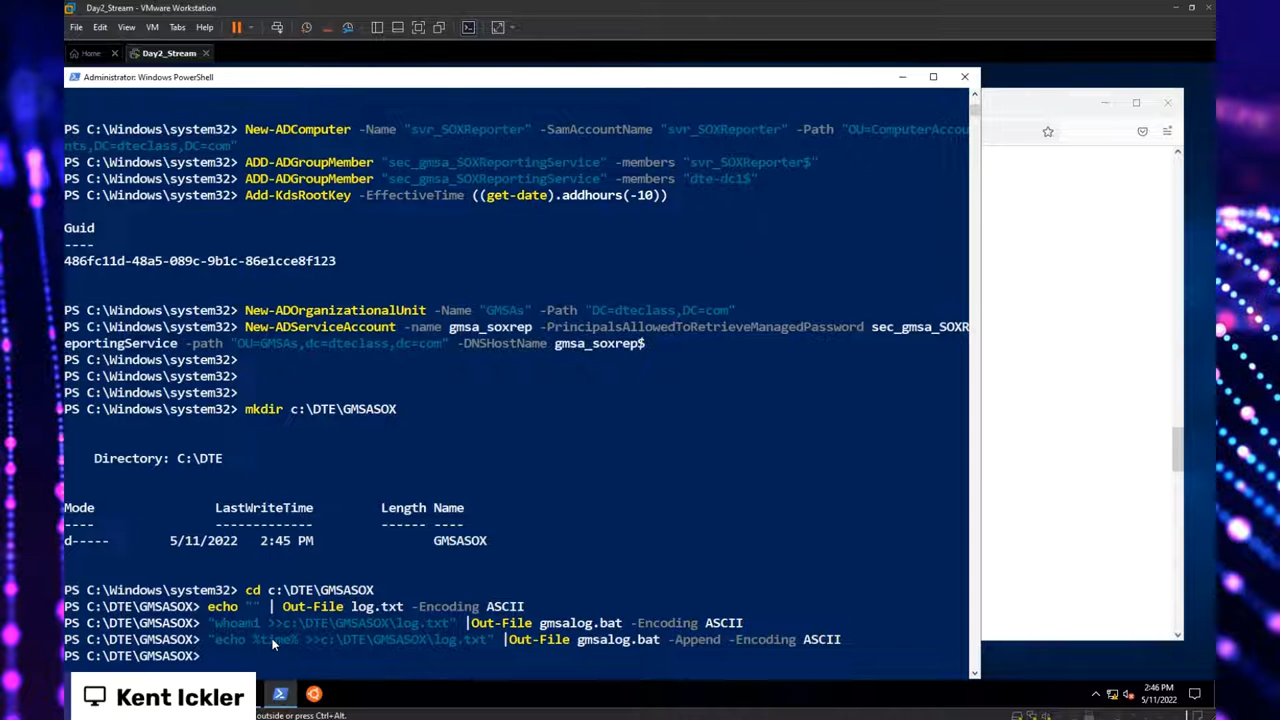 Day2_Stream - VMware Workstation
File Edit View VM Tabs Help
Home Day2_Stream
Administrator: Windows PowerShell
PS C:\Windows\system32> New-ADComputer -Name "svr_SOXReporter" -SamAccountName "svr_SOXReporter" -Path "OU=ComputerAccou
nts,DC=dteclass,DC=com"
PS C:\Windows\system32> ADD-ADGroupMember "sec_gmsa_SOXReportingService" -members "svr_SOXReporter$"
PS C:\Windows\system32> ADD-ADGroupMember "sec_gmsa_SOXReportingService" -members "dte-dc1$"
PS C:\Windows\system32> Add-KdsRootKey -EffectiveTime ((get-date).addhours(-10))
Guid
----
486fc11d-48a5-089c-9b1c-86e1cce8f123
PS C:\Windows\system32> New-ADOrganizationalUnit -Name "GMSAs" -Path "DC=dteclass,DC=com"
PS C:\Windows\system32> New-ADServiceAccount -name gmsa_soxrep -PrincipalsAllowedToRetrieveManagedPassword sec_gmsa_SOXR
eportingService -path "OU=GMSAs,dc=dteclass,dc=com" -DNSHostName gmsa_soxrep$
PS C:\Windows\system32>
PS C:\Windows\system32>
PS C:\Windows\system32>
PS C:\Windows\system32> mkdir c:\DTE\GMSASOX
Directory: C:\DTE
Mode LastWriteTime Length Name
---- ------------- ------ ----
d----- 5/11/2022 2:45 PM GMSASOX
PS C:\Windows\system32> cd c:\DTE\GMSASOX
PS C:\DTE\GMSASOX> echo "" | Out-File log.txt -Encoding ASCII
PS C:\DTE\GMSASOX> "whoami >>c:\DTE\GMSASOX\log.txt" |Out-File gmsalog.bat -Encoding ASCII
PS C:\DTE\GMSASOX> "echo %time% >>c:\DTE\GMSASOX\log.txt" |Out-File gmsalog.bat -Append -Encoding ASCII
PS C:\DTE\GMSASOX>
Kent Ickler
2:46 PM
5/11/2022
outside or press Ctrl+Alt.